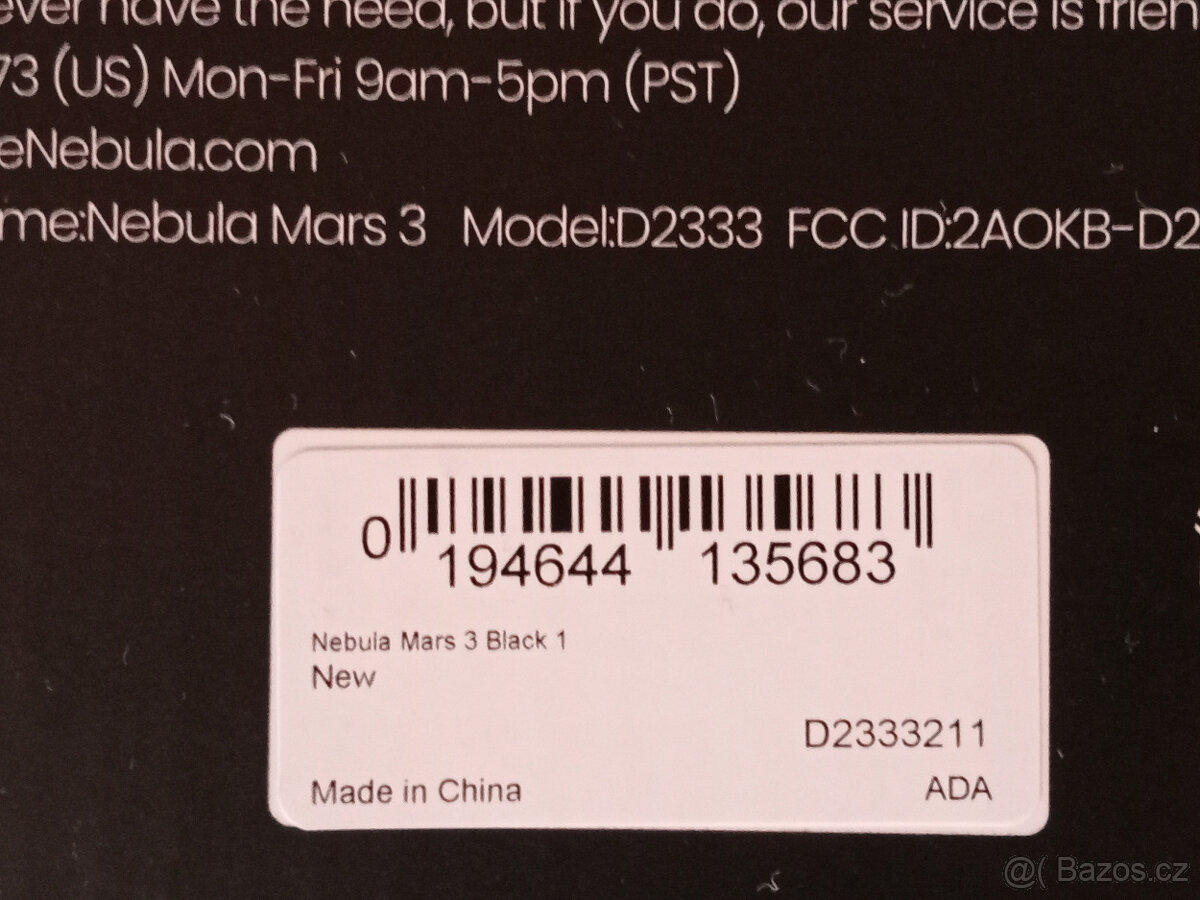 ever have the need, but if you do, our service is frien
73 (US) Mon-Fri 9am-5pm (PST)
eNebula.com
me:Nebula Mars 3 Model:D2333 FCC ID:2AOKB-D2
0 194644 135683
Nebula Mars 3 Black 1
New
D2333211
Made in China
ADA
@( Bazos.cz